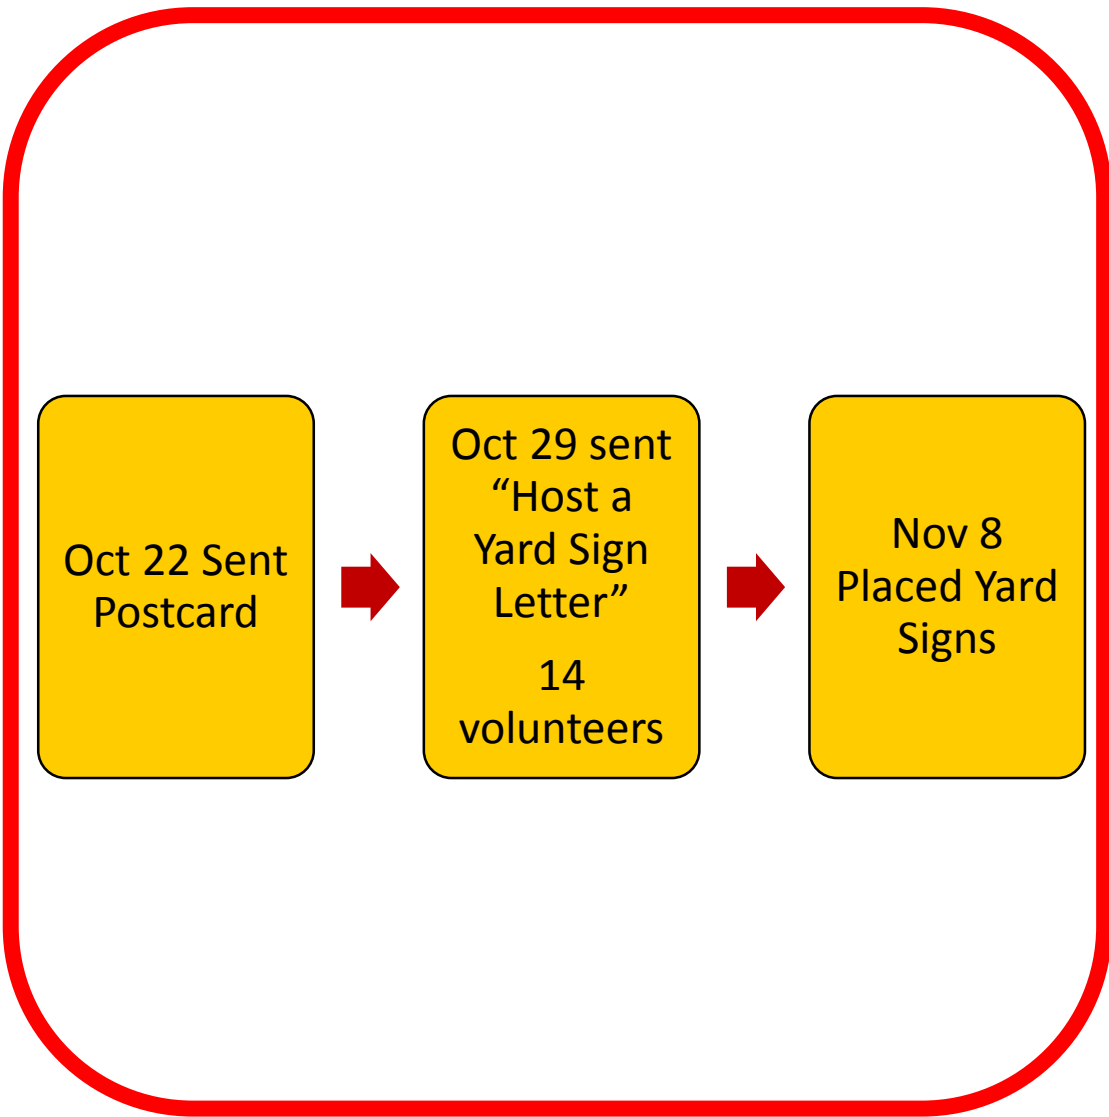 Oct 22 Sent
Postcard
Oct 29 sent
“Host a
Yard Sign
Letter”
14
volunteers
Nov 8
Placed Yard
Signs